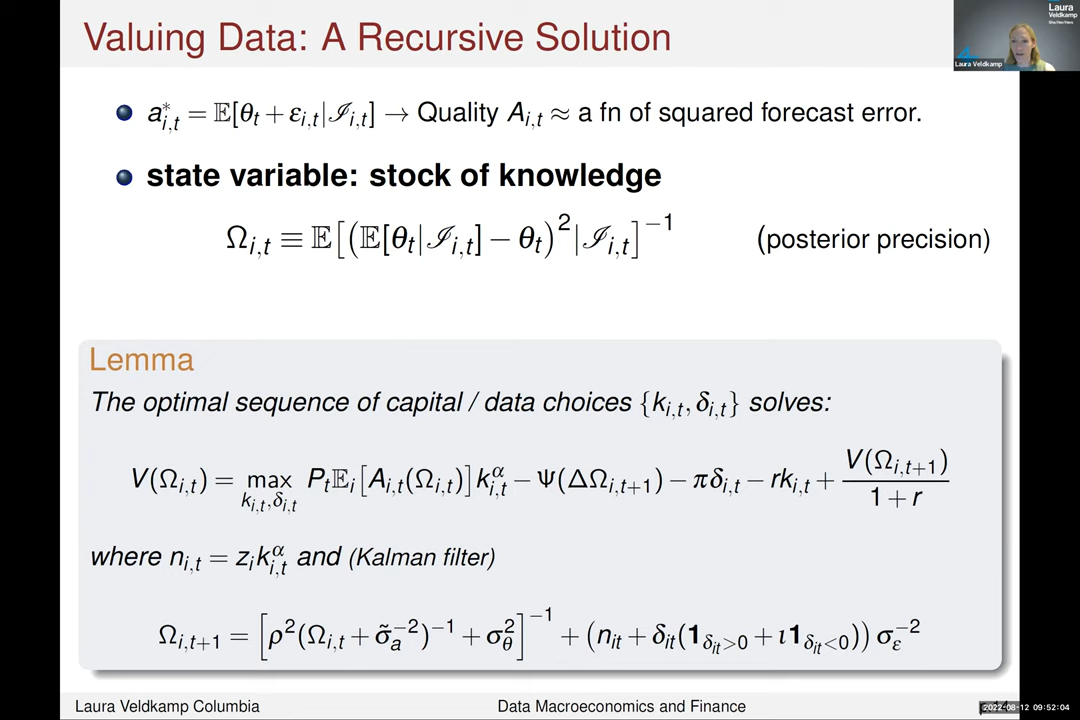 Valuing Data: A Recursive Solution
Laura
Veldkamp
Laura Veldkamp
a*_{i,t} = 𝔼[θ_t + ε_{i,t}|ℐ_{i,t}] → Quality A_{i,t} ≈ a fn of squared forecast error.
state variable: stock of knowledge
Ω_{i,t} ≡ 𝔼[(𝔼[θ_t|ℐ_{i,t}] − θ_t)²|ℐ_{i,t}]^{−1} (posterior precision)
Lemma
The optimal sequence of capital / data choices {k_{i,t}, δ_{i,t}} solves:
V(Ω_{i,t}) = max_{k_{i,t},δ_{i,t}} P_t𝔼_i[A_{i,t}(Ω_{i,t})]k^α_{i,t} − Ψ(ΔΩ_{i,t+1}) − πδ_{i,t} − rk_{i,t} + V(Ω_{i,t+1})/(1 + r)
where n_{i,t} = z_i k^α_{i,t} and (Kalman filter)
Ω_{i,t+1} = [ρ²(Ω_{i,t} + σ̃_a^{−2})^{−1} + σ_θ²]^{−1} + (n_{it} + δ_{it}(𝟏_{δ_{it}>0} + ι𝟏_{δ_{it}<0})) σ_ε^{−2}
Laura Veldkamp Columbia
Data Macroeconomics and Finance
2022-08-12 09:52:04